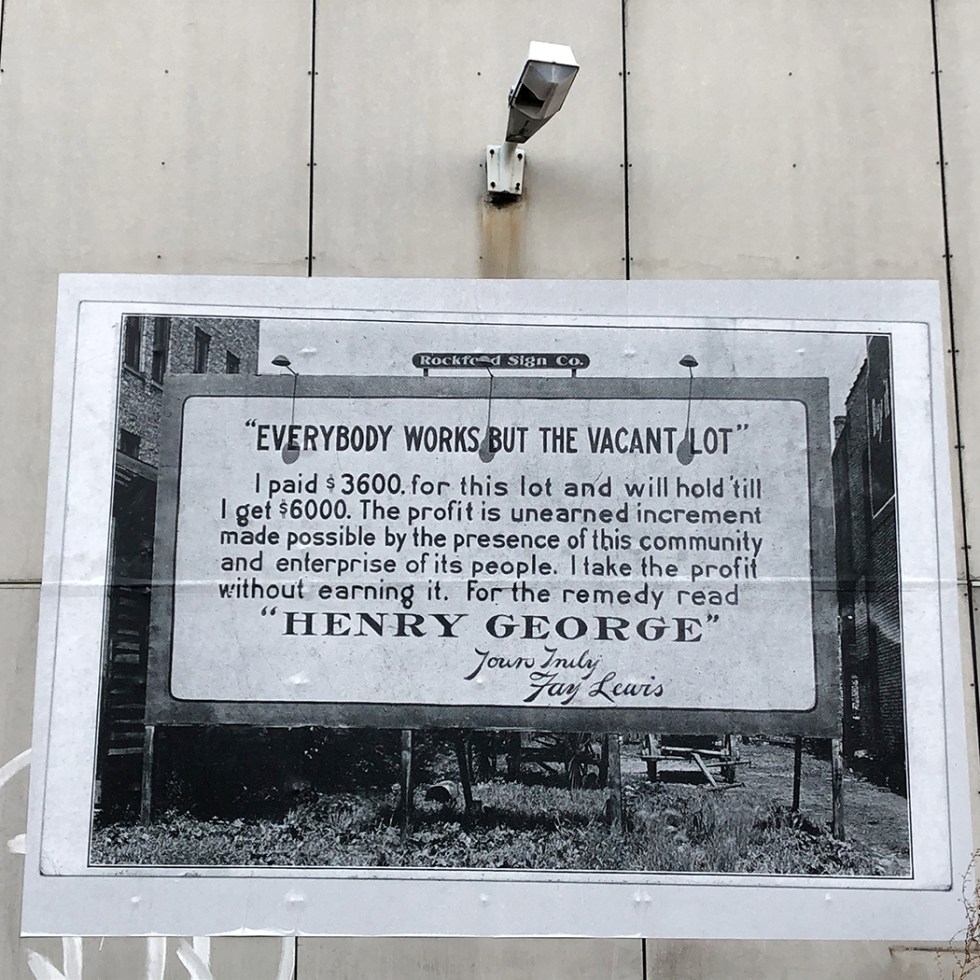 Rockford Sign Co.
"EVERYBODY WORKS BUT THE VACANT LOT"
I paid $3600. for this lot and will hold 'till
I get $6000. The profit is unearned increment
made possible by the presence of this community
and enterprise of its people. I take the profit
without earning it. For the remedy read
"HENRY GEORGE"
Yours Truly
Fay Lewis